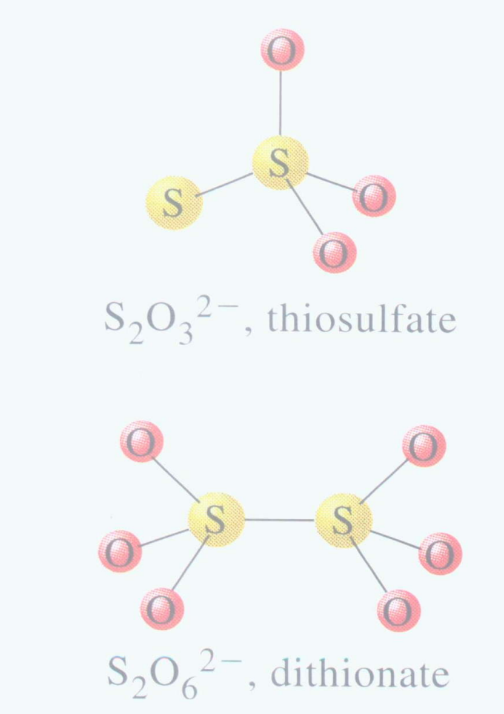 O
S
S
O
O
S₂O₃²⁻, thiosulfate
O O
S S
O O
O O
S₂O₆²⁻, dithionate